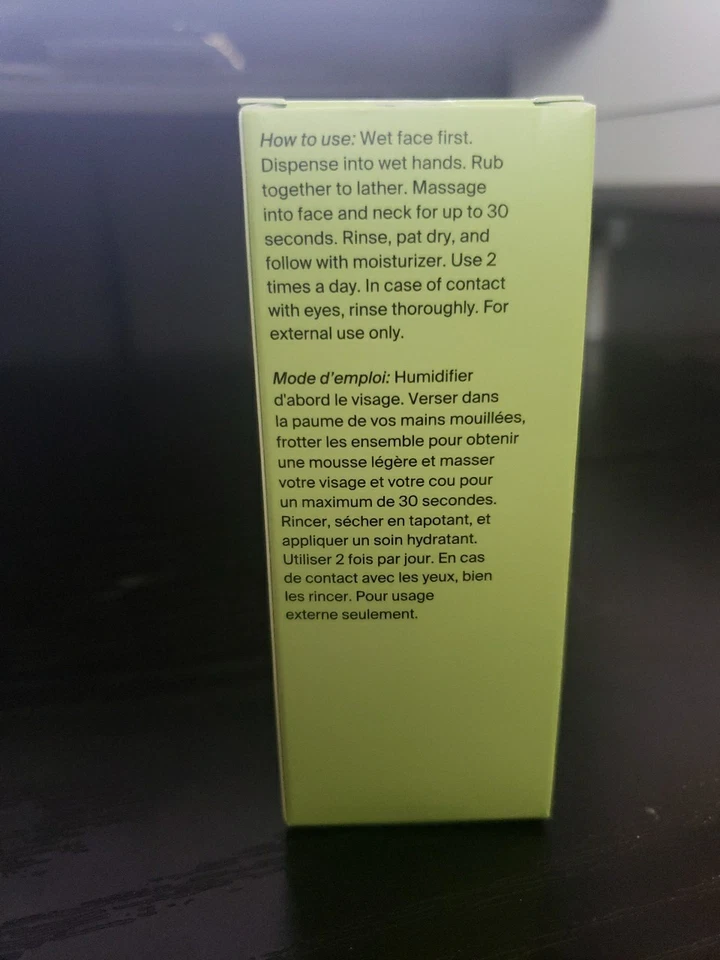 How to use: Wet face first.
Dispense into wet hands. Rub
together to lather. Massage
into face and neck for up to 30
seconds. Rinse, pat dry, and
follow with moisturizer. Use 2
times a day. In case of contact
with eyes, rinse thoroughly. For
external use only.
Mode d'emploi: Humidifier
d'abord le visage. Verser dans
la paume de vos mains mouillées,
frotter les ensemble pour obtenir
une mousse légère et masser
votre visage et votre cou pour
un maximum de 30 secondes.
Rincer, sécher en tapotant, et
appliquer un soin hydratant.
Utiliser 2 fois par jour. En cas
de contact avec les yeux, bien
les rincer. Pour usage
externe seulement.